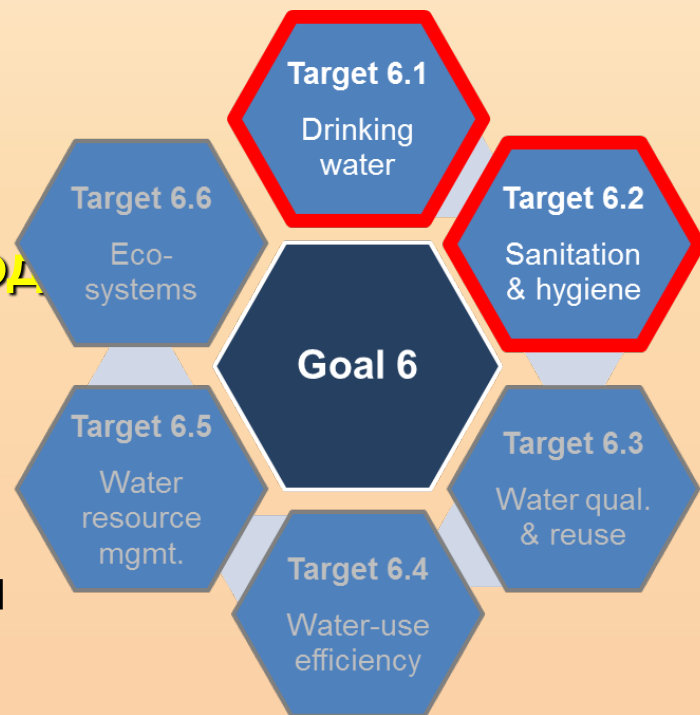 Target 6.1
Drinking
water
Target 6.2
Sanitation
& hygiene
Target 6.3
Water qual.
& reuse
Target 6.4
Water-use
efficiency
Target 6.5
Water
resource
mgmt.
Target 6.6
Eco-
systems
Goal 6